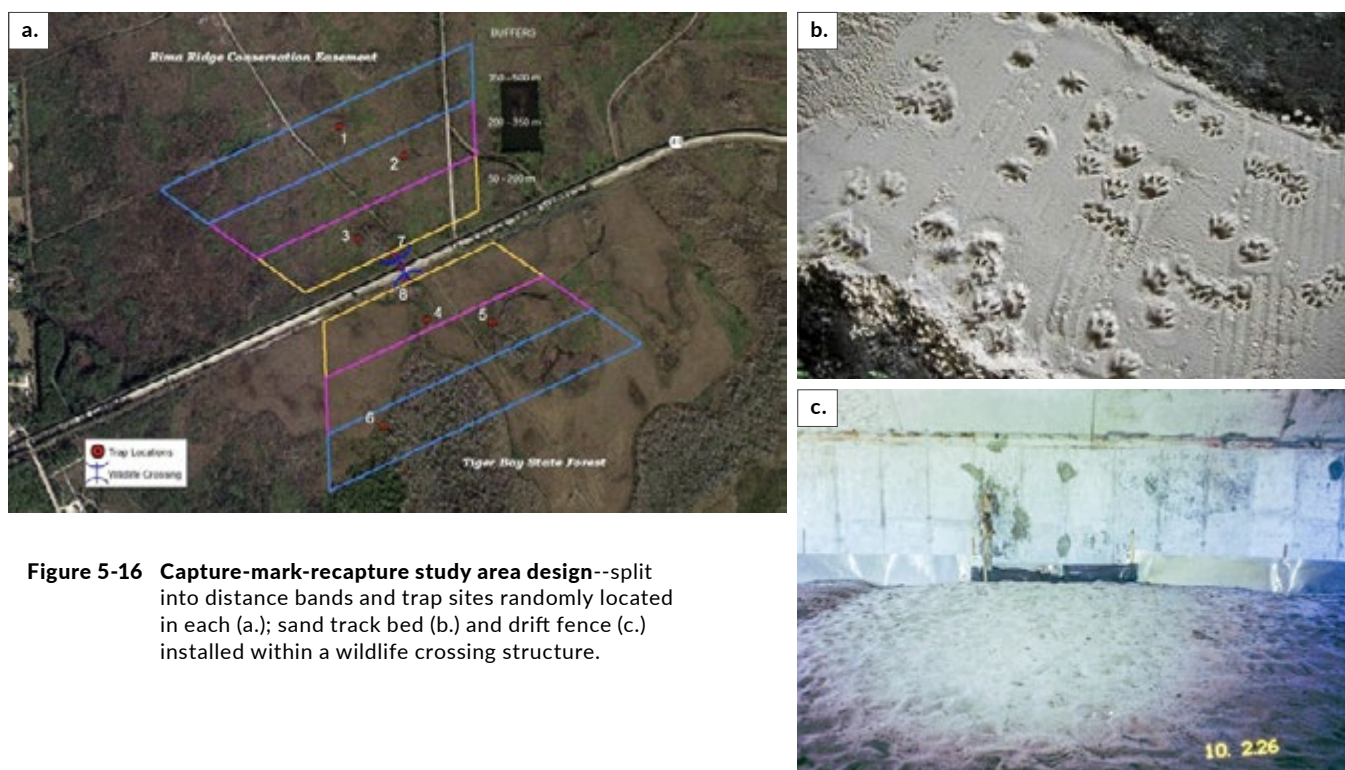 a.
Rima Ridge Conservation Easement
BUFFERS
350 - 500 m
200 - 350 m
50 - 200 m
1
2
3
7
8
4
5
6
Trap Locations
Wildlife Crossing
Tiger Bay State Forest
b.
c.
10. 2.26
Figure 5-16 Capture-mark-recapture study area design--split
into distance bands and trap sites randomly located
in each (a.); sand track bed (b.) and drift fence (c.)
installed within a wildlife crossing structure.